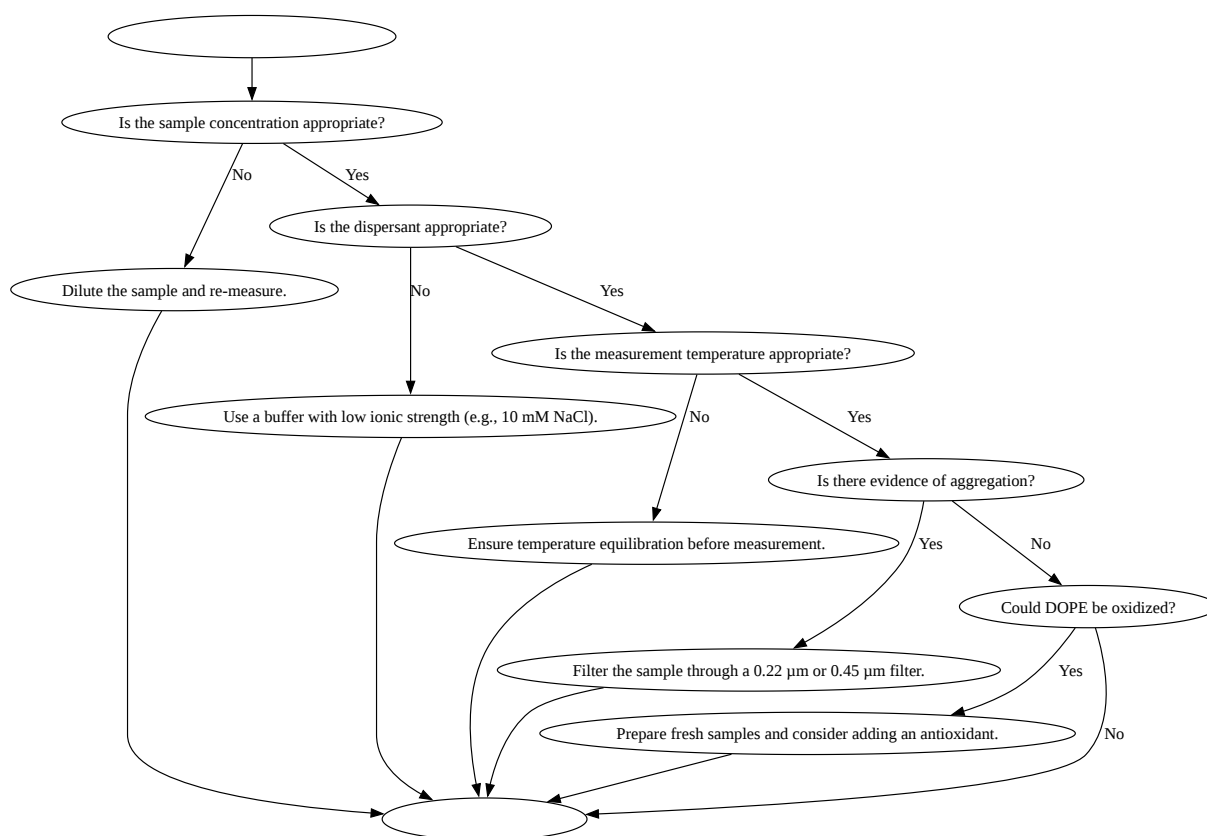 Is the sample concentration appropriate?
No
Yes
Is the dispersant appropriate?
Dilute the sample and re-measure.
No
Yes
Is the measurement temperature appropriate?
Use a buffer with low ionic strength (e.g., 10 mM NaCl).
No
Yes
Is there evidence of aggregation?
Ensure temperature equilibration before measurement.
Yes
No
Could DOPE be oxidized?
Filter the sample through a 0.22 µm or 0.45 µm filter.
Yes
Prepare fresh samples and consider adding an antioxidant.
No